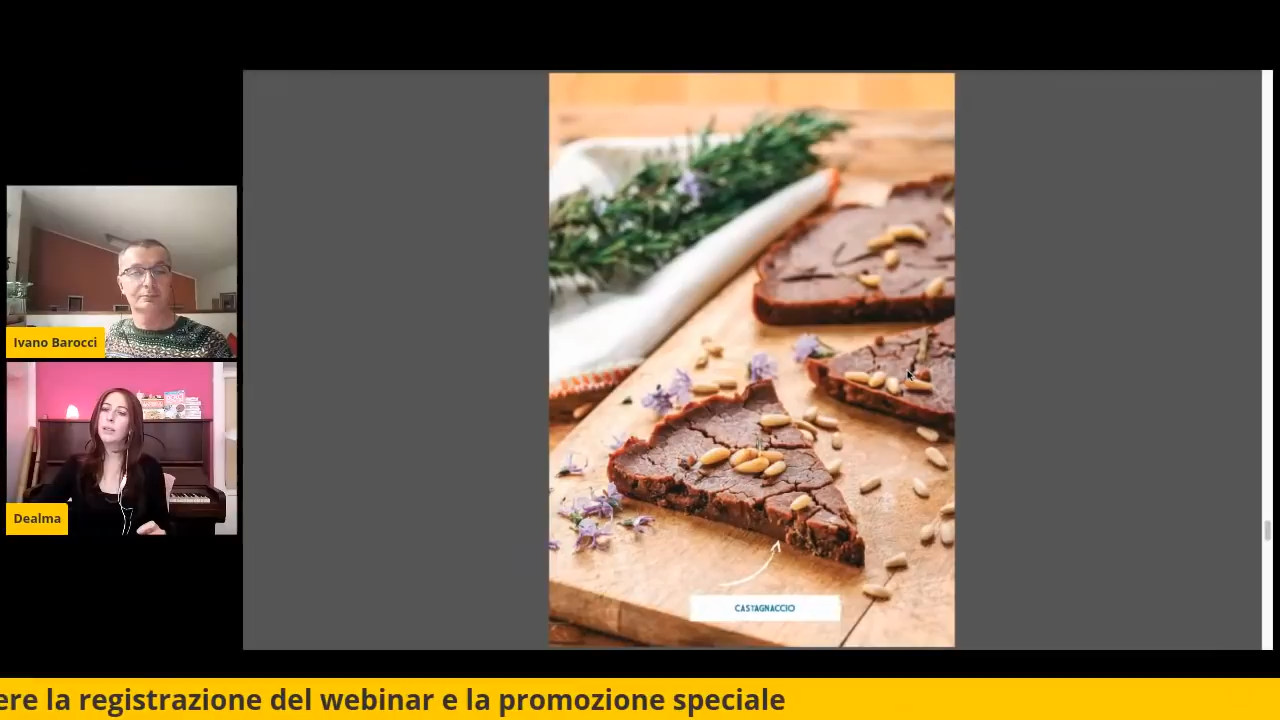 Ivano Barocci
Dealma
CASTAGNACCIO
ere la registrazione del webinar e la promozione speciale